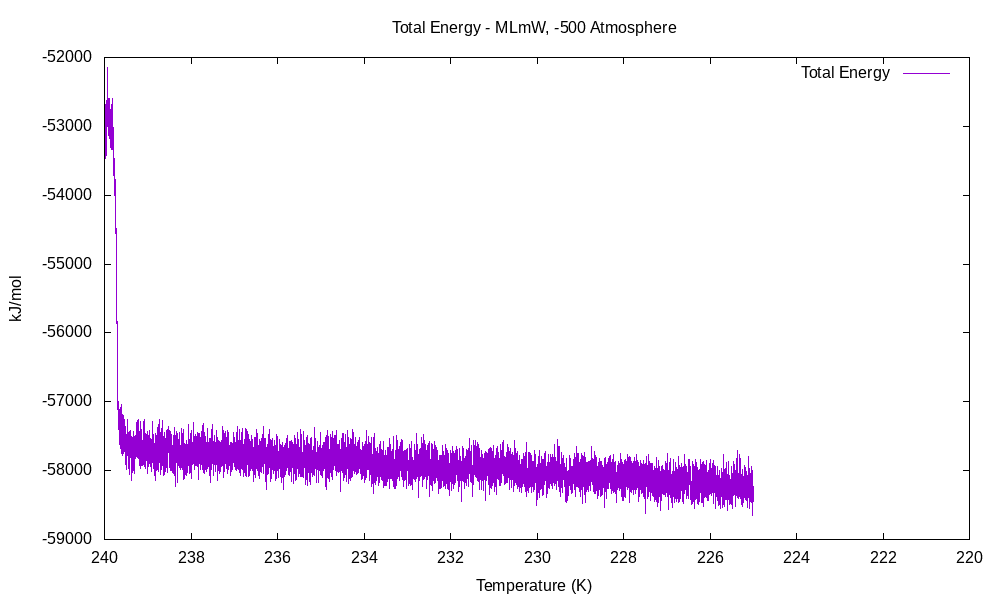 Total Energy - MLmW, -500 Atmosphere
-52000
Total Energy
-53000
-54000
-55000
kJ/mol
-56000
-57000
-58000
-59000
240 238 236 234 232 230 228 226 224 222 220
Temperature (K)